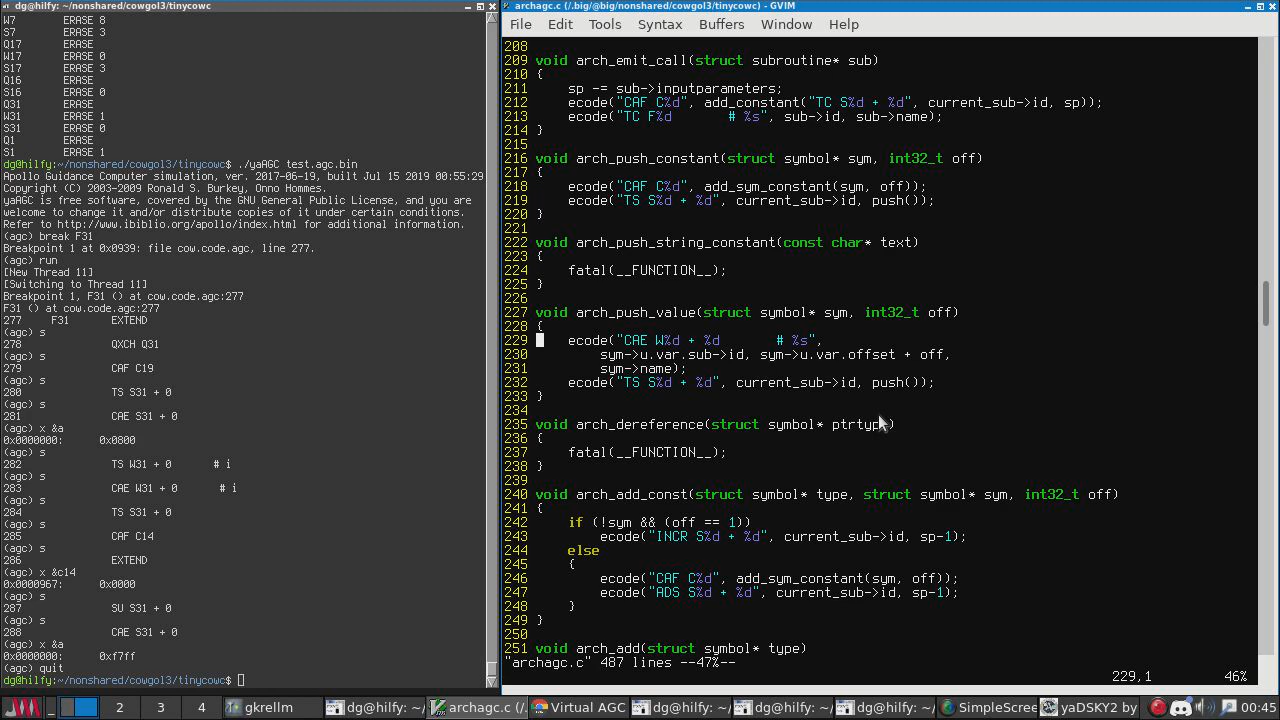 dg@hilfy: ~/nonshared/cowgol3/tinycowc
W7 ERASE 8
S7 ERASE 3
Q17 ERASE
W17 ERASE 0
S17 ERASE 3
Q16 ERASE
S16 ERASE 0
Q31 ERASE
W31 ERASE 1
S31 ERASE 0
Q1 ERASE
S1 ERASE 1
dg@hilfy:~/nonshared/cowgol3/tinycowc$ ./yaAGC test.agc.bin
Apollo Guidance Computer simulation, ver. 2017-06-19, built Jul 15 2019 00:55:29
Copyright (C) 2003-2009 Ronald S. Burkey, Onno Hommes.
yaAGC is free software, covered by the GNU General Public License, and you are
welcome to change it and/or distribute copies of it under certain conditions.
Refer to http://www.ibiblio.org/apollo/index.html for additional information.
(agc) break F31
Breakpoint 1 at 0x0939: file cow.code.agc, line 277.
(agc) run
[New Thread 11]
[Switching to Thread 11]
Breakpoint 1, F31 () at cow.code.agc:277
F31 () at cow.code.agc:277
277 F31 EXTEND
(agc) s
278 QXCH Q31
(agc) s
279 CAF C19
(agc) s
280 TS S31 + 0
(agc) s
281 CAE S31 + 0
(agc) x &a
0x0000000: 0x0800
(agc) s
282 TS W31 + 0 # i
(agc) s
283 CAE W31 + 0 # i
(agc) s
284 TS S31 + 0
(agc) s
285 CAF C14
(agc) s
286 EXTEND
(agc) x &c14
0x0000967: 0x0000
(agc) s
287 SU S31 + 0
(agc) s
288 CAE S31 + 0
(agc) x &a
0x0000000: 0xf7ff
(agc) quit
dg@hilfy:~/nonshared/cowgol3/tinycowc$
archagc.c (/.big/@big/nonshared/cowgol3/tinycowc) - GVIM
File Edit Tools Syntax Buffers Window Help
208
209 void arch_emit_call(struct subroutine* sub)
210 {
211 sp -= sub->inputparameters;
212 ecode("CAF C%d", add_constant("TC S%d + %d", current_sub->id, sp));
213 ecode("TC F%d # %s", sub->id, sub->name);
214 }
215
216 void arch_push_constant(struct symbol* sym, int32_t off)
217 {
218 ecode("CAF C%d", add_sym_constant(sym, off));
219 ecode("TS S%d + %d", current_sub->id, push());
220 }
221
222 void arch_push_string_constant(const char* text)
223 {
224 fatal(__FUNCTION__);
225 }
226
227 void arch_push_value(struct symbol* sym, int32_t off)
228 {
229 ecode("CAE W%d + %d # %s",
230 sym->u.var.sub->id, sym->u.var.offset + off,
231 sym->name);
232 ecode("TS S%d + %d", current_sub->id, push());
233 }
234
235 void arch_dereference(struct symbol* ptrtype)
236 {
237 fatal(__FUNCTION__);
238 }
239
240 void arch_add_const(struct symbol* type, struct symbol* sym, int32_t off)
241 {
242 if (!sym && (off == 1))
243 ecode("INCR S%d + %d", current_sub->id, sp-1);
244 else
245 {
246 ecode("CAF C%d", add_sym_constant(sym, off));
247 ecode("ADS S%d + %d", current_sub->id, sp-1);
248 }
249 }
250
251 void arch_add(struct symbol* type)
"archagc.c" 487 lines --47%--
229,1 46%
2 3 4 gkrellm dg@hilfy: ~ archagc.c (/. Virtual AGC dg@hilfy: ~/ dg@hilfy: ~/ dg@hilfy: ~/ SimpleScree yaDSKY2 by 00:45